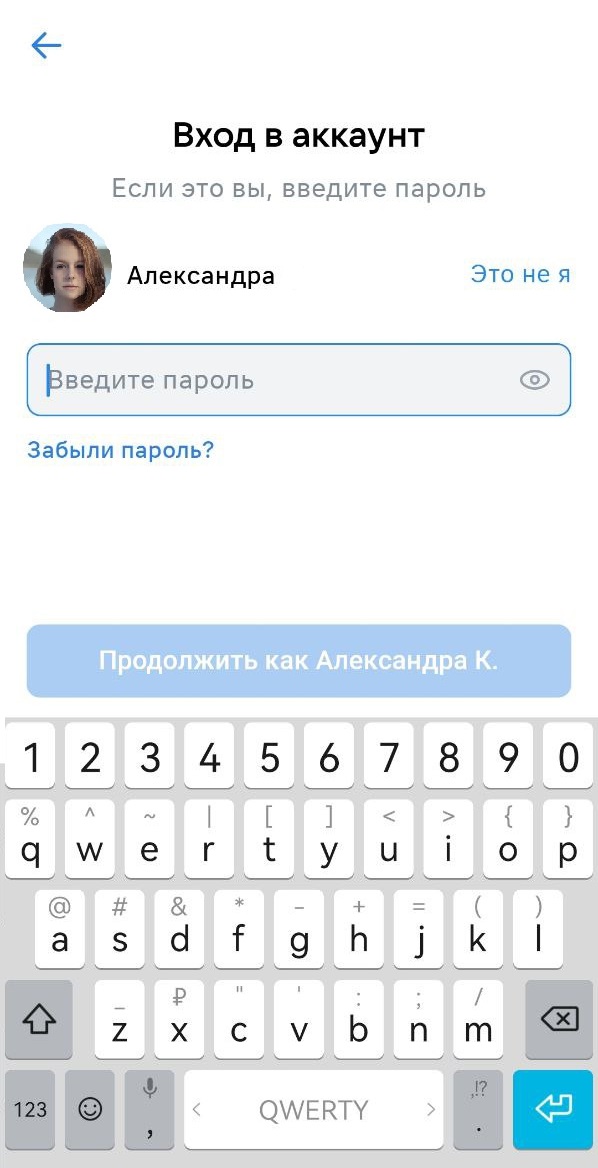 Вход в аккаунт
Если это вы, введите пароль
Александра
Это не я
Введите пароль
Забыли пароль?
Продолжить как Александра К.
1 2 3 4 5 6 7 8 9 0
% ^ ~ | [ ] < > { }
q w e r t y u i o p
@ # & * - + = ( )
a s d f g h j k l
_ ₽ " ' : ; /
z x c v b n m
,!?
123 , < QWERTY > .